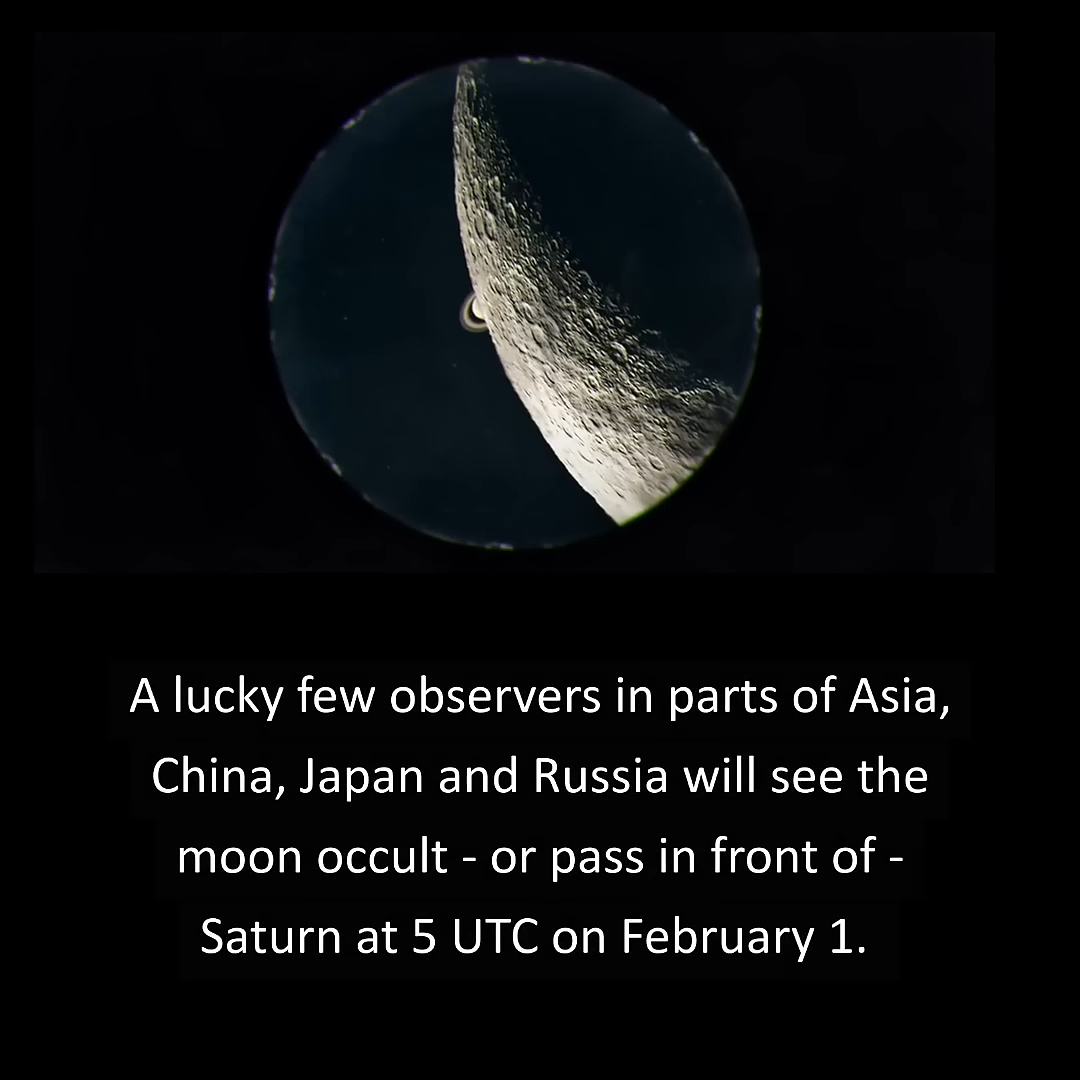 A lucky few observers in parts of Asia,
China, Japan and Russia will see the
moon occult - or pass in front of -
Saturn at 5 UTC on February 1.